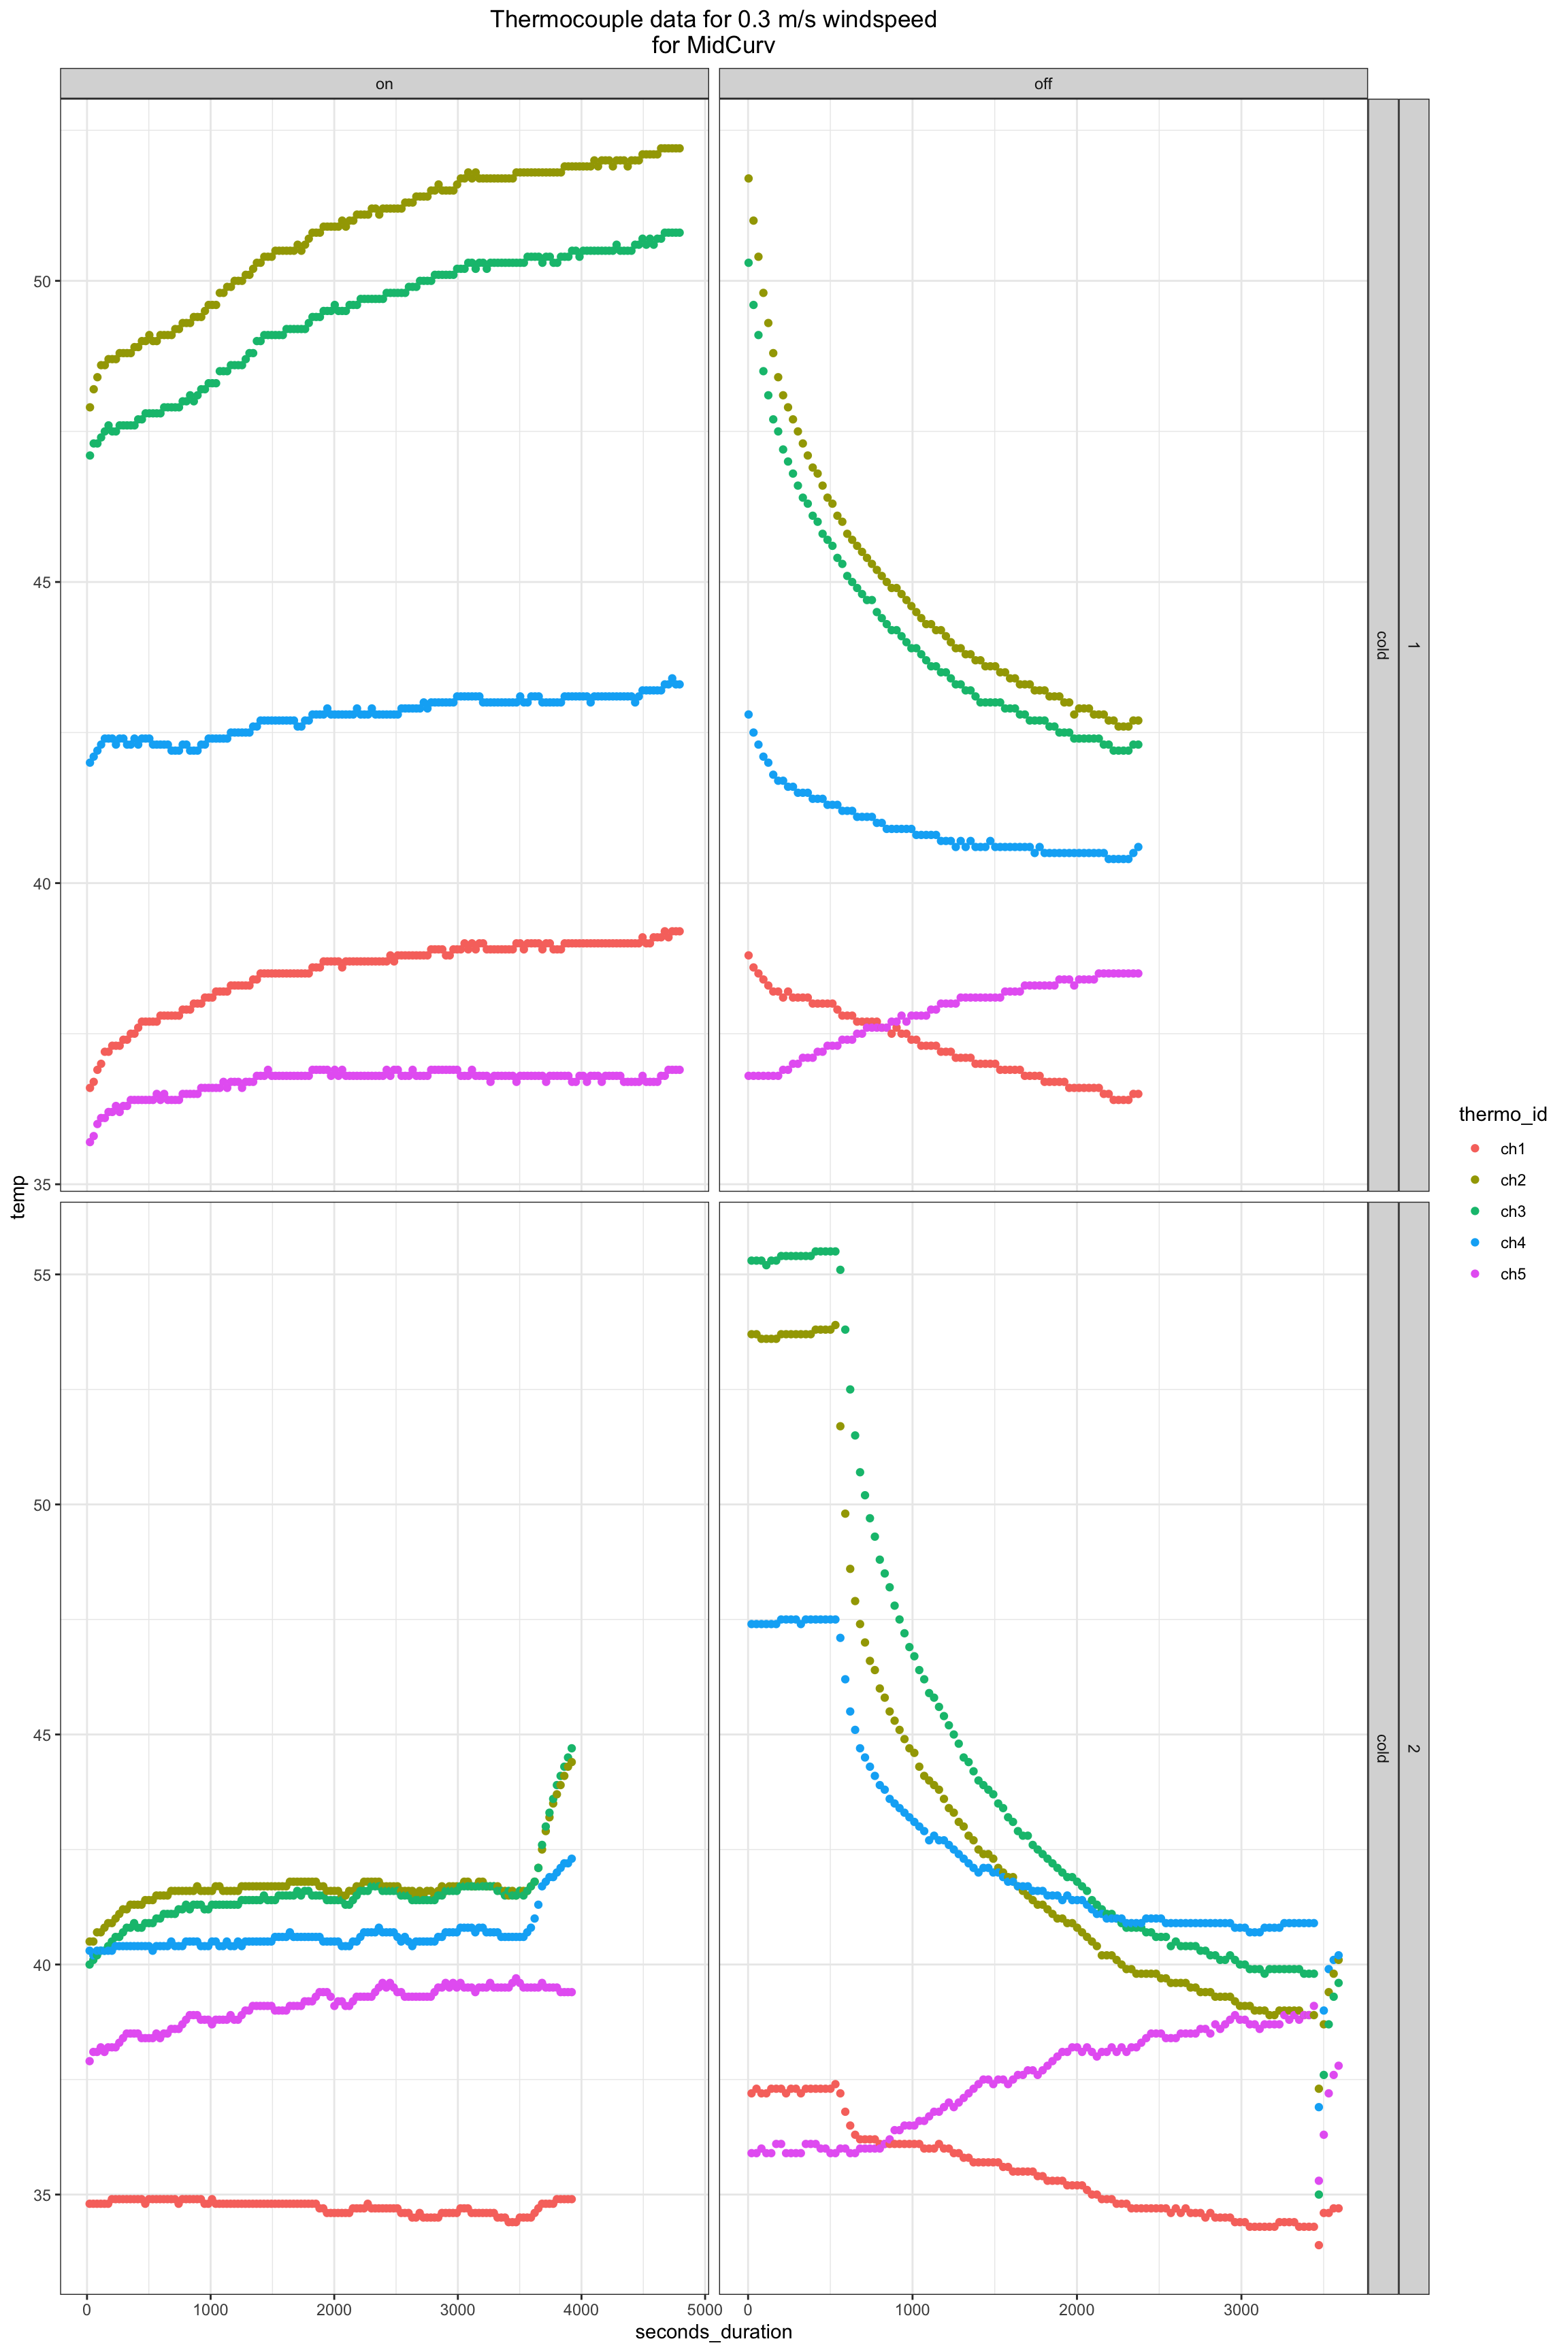 Thermocouple data for 0.3 m/s windspeed
for MidCurv
on
off
50
45
40
35
cold
1
temp
55
50
45
40
35
cold
2
0
1000
2000
3000
4000
5000
0
1000
2000
3000
seconds_duration
thermo_id
ch1
ch2
ch3
ch4
ch5